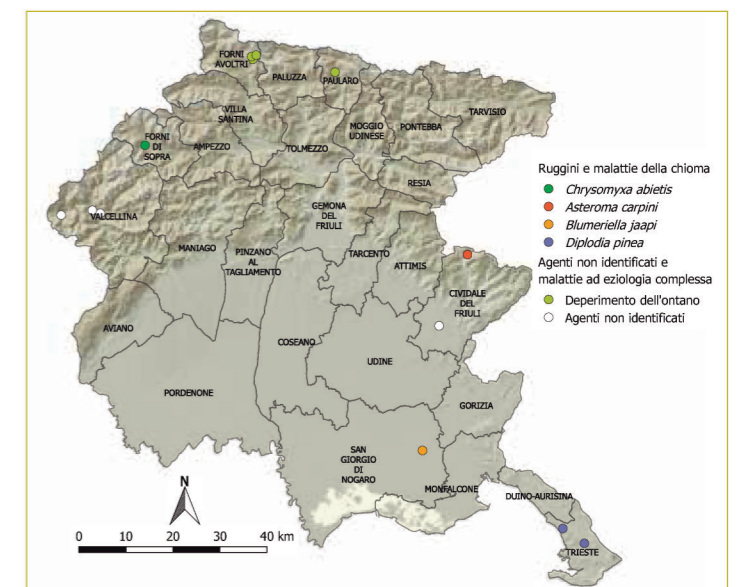 FORNI
AVOLTRI
PALUZZA
PAULARO
TARVISIO
VILLA
SANTINA
MOGGIO
UDINESE
PONTEBBA
FORNI
DI
SOPRA
AMPEZZO
TOLMEZZO
RESIA
VALCELLINA
GEMONA
DEL
FRIULI
MANIAGO
PINZANO
AL
TAGLIAMENTO
TARCENTO
ATTIMIS
CIVIDALE
DEL
FRIULI
AVIANO
COSEANO
UDINE
PORDENONE
GORIZIA
SAN
GIORGIO
DI
NOGARO
MONFALCONE
DUINO-AURISINA
TRIESTE
Ruggini e malattie della chioma
Chrysomyxa abietis
Asteroma carpini
Blumeriella jaapi
Diplodia pinea
Agenti non identificati e
malattie ad eziologia complessa
Deperimento dell'ontano
Agenti non identificati
N
0 10 20 30 40 km